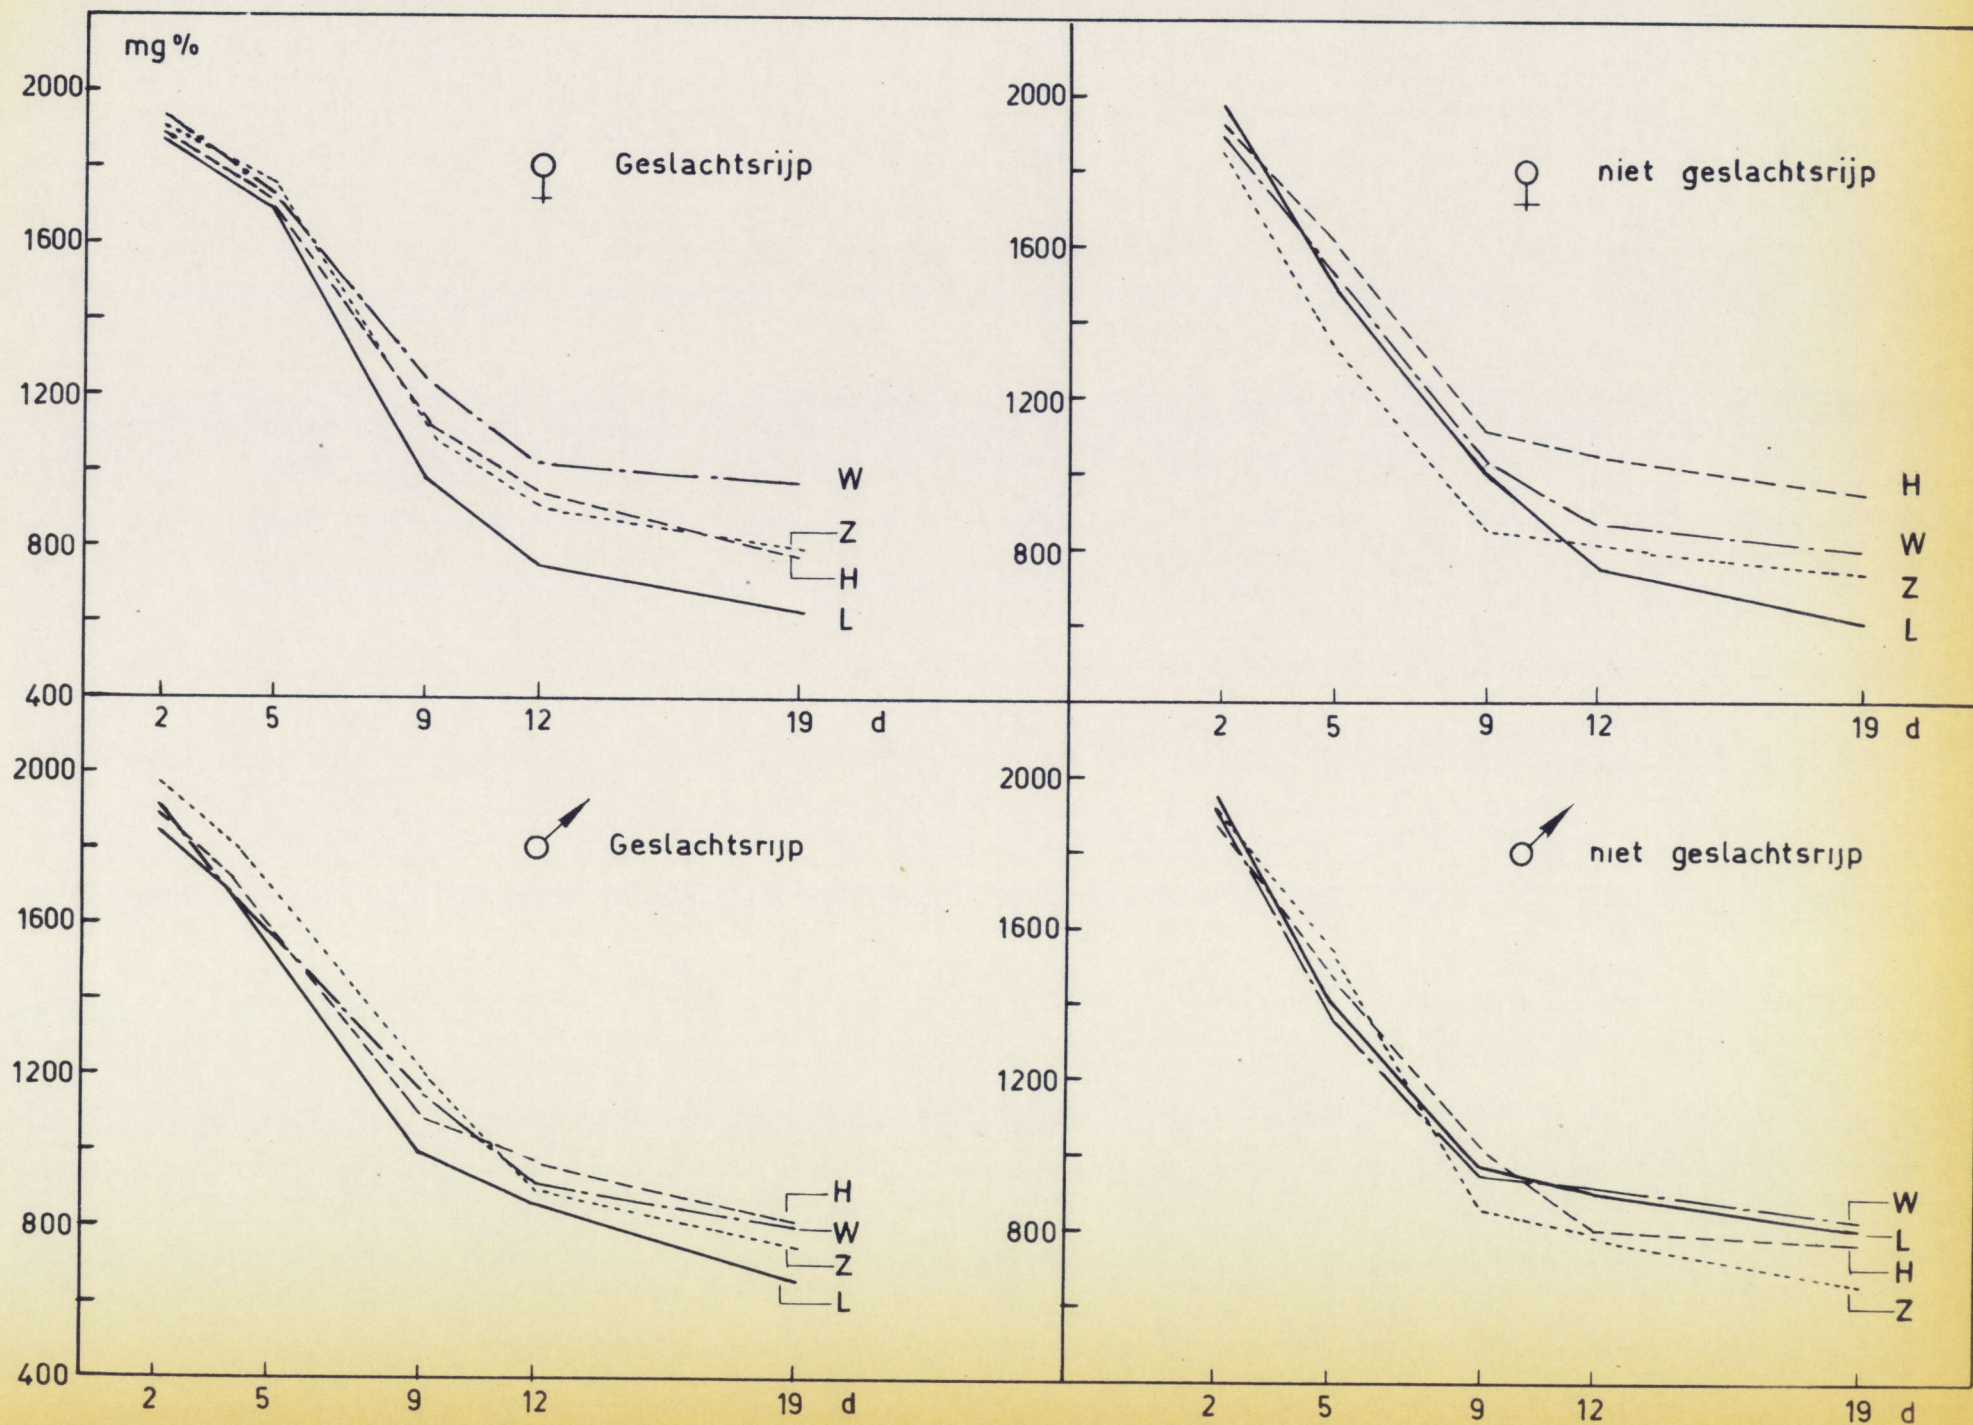 mg %
2000
1600
1200
800
400
♀ Geslachtsrijp
W
Z
H
L
2 5 9 12 19 d
2000
1600
1200
800
♀ niet geslachtsrijp
H
W
Z
L
2 5 9 12 19 d
2000
1600
1200
800
400
♂ Geslachtsrijp
H
W
Z
L
2 5 9 12 19 d
2000
1600
1200
800
♂ niet geslachtsrijp
W
L
H
Z
2 5 9 12 19 d